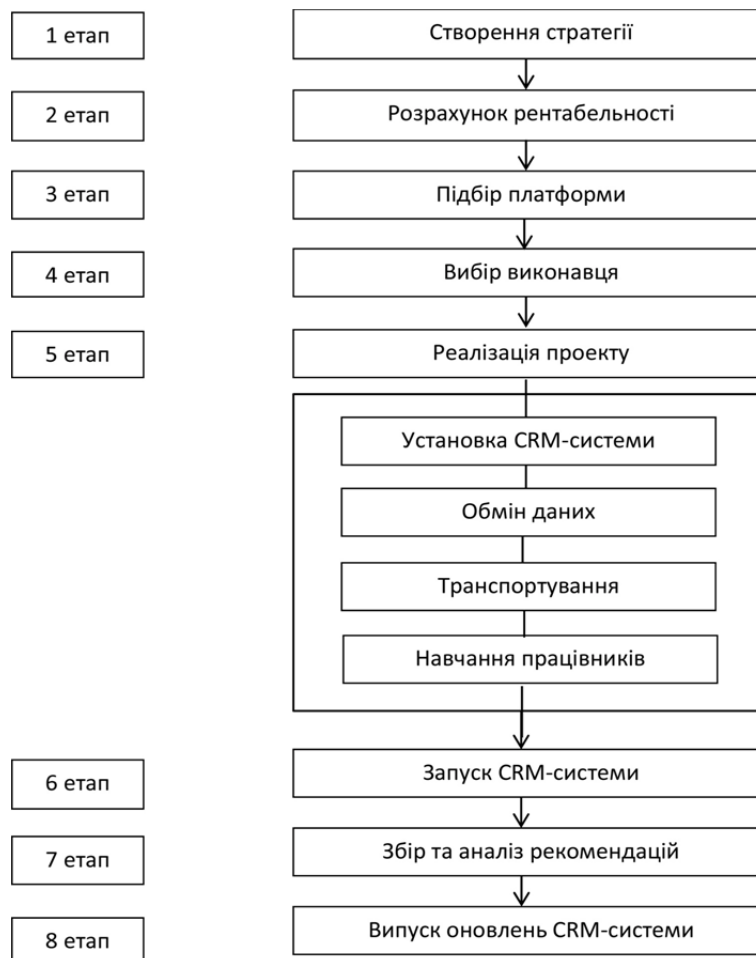 1 етап
Створення стратегії
2 етап
Розрахунок рентабельності
3 етап
Підбір платформи
4 етап
Вибір виконавця
5 етап
Реалізація проекту
Установка CRM-системи
Обмін даних
Транспортування
Навчання працівників
6 етап
Запуск CRM-системи
7 етап
Збір та аналіз рекомендацій
8 етап
Випуск оновлень CRM-системи